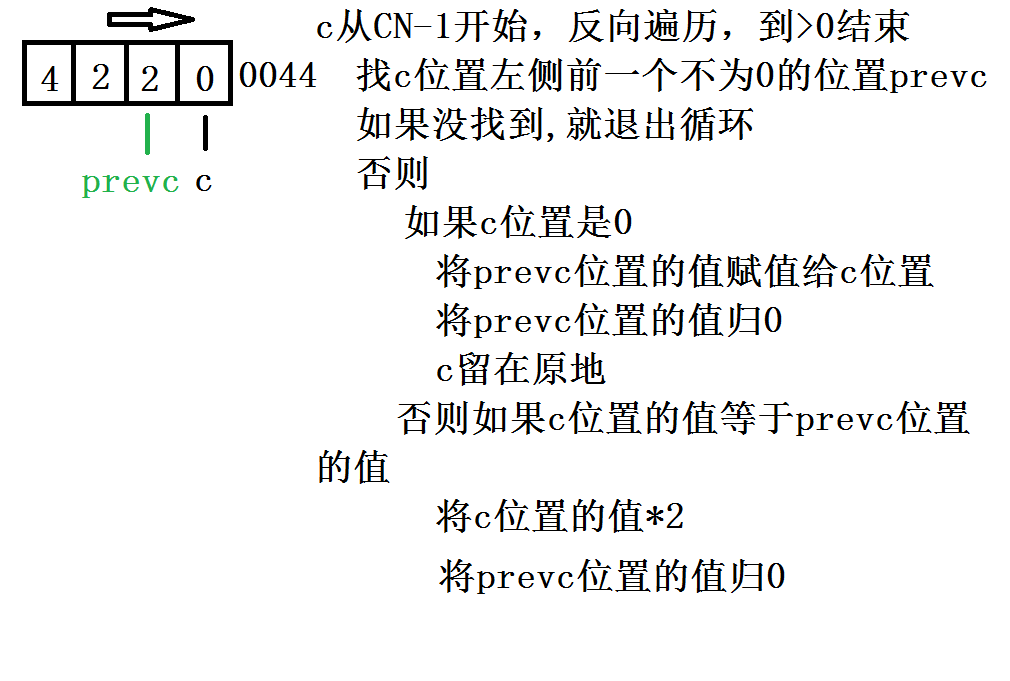 c从CN-1开始，反向遍历，到>0结束
4 2 2 0 0044
找c位置左侧前一个不为0的位置prevc
如果没找到,就退出循环
否则
prevc c
如果c位置是0
将prevc位置的值赋值给c位置
将prevc位置的值归0
c留在原地
否则如果c位置的值等于prevc位置
的值
将c位置的值*2
将prevc位置的值归0